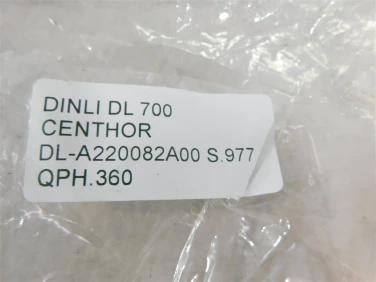 DINLI DL 700
CENTHOR
DL-A220082A00 S.977
QPH.360